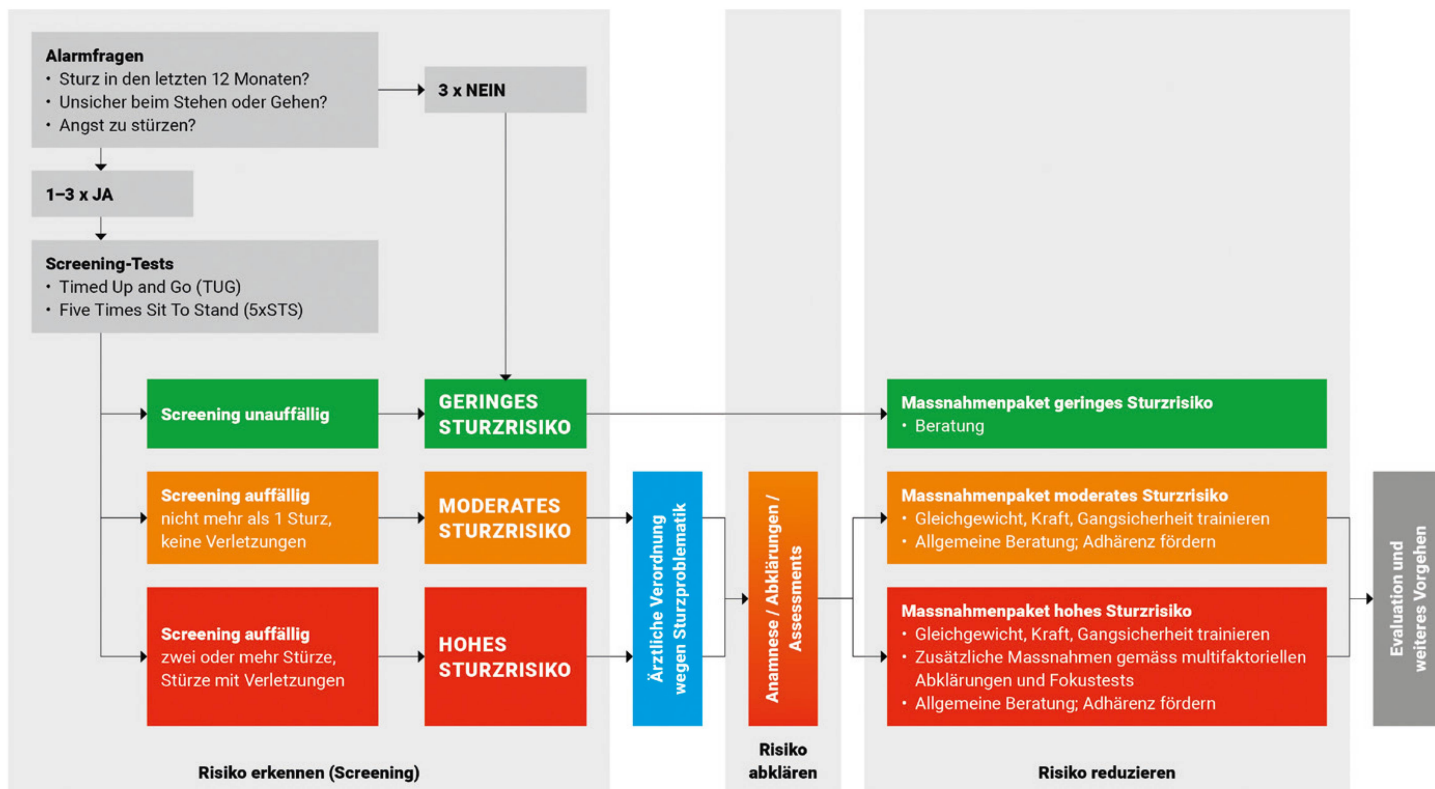 Alarmfragen
• Sturz in den letzten 12 Monaten?
• Unsicher beim Stehen oder Gehen?
• Angst zu stürzen?
3 x NEIN
1–3 x JA
Screening-Tests
• Timed Up and Go (TUG)
• Five Times Sit To Stand (5xSTS)
Screening unauffällig
GERINGES
STURZRISIKO
Massnahmenpaket geringes Sturzrisiko
• Beratung
Screening auffällig
nicht mehr als 1 Sturz,
keine Verletzungen
MODERATES
STURZRISIKO
Screening auffällig
zwei oder mehr Stürze,
Stürze mit Verletzungen
HOHES
STURZRISIKO
Ärztliche Verordnung
wegen Sturzproblematik
Anamnese / Abklärungen /
Assessments
Massnahmenpaket moderates Sturzrisiko
• Gleichgewicht, Kraft, Gangsicherheit trainieren
• Allgemeine Beratung; Adhärenz fördern
Massnahmenpaket hohes Sturzrisiko
• Gleichgewicht, Kraft, Gangsicherheit trainieren
• Zusätzliche Massnahmen gemäss multifaktoriellen
Abklärungen und Fokustests
• Allgemeine Beratung; Adhärenz fördern
Evaluation und
weiteres Vorgehen
Risiko erkennen (Screening)
Risiko
abklären
Risiko reduzieren